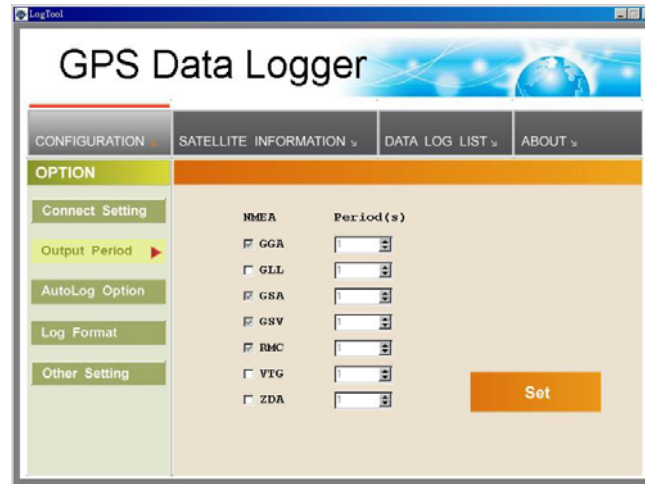 LogTool
GPS Data Logger
CONFIGURATION SATELLITE INFORMATION DATA LOG LIST ABOUT
OPTION
Connect Setting
Output Period
AutoLog Option
Log Format
Other Setting
NMEA Period(s)
GGA 1
GLL 1
GSA 1
GSV 1
RMC 1
VTG 1
ZDA 1
Set